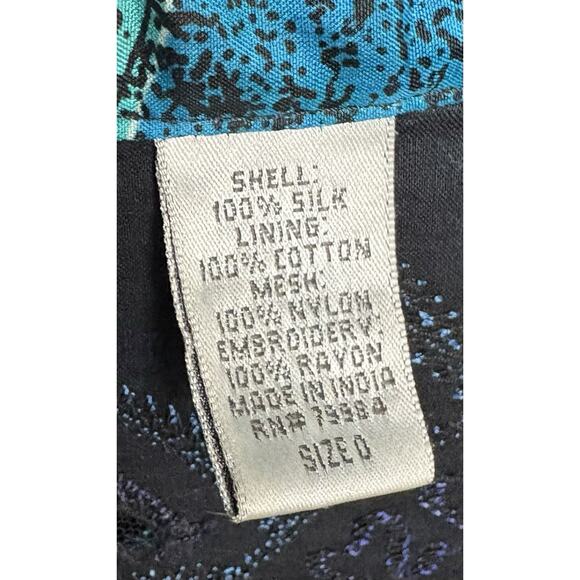 SHELL:
100% SILK
LINING:
100% COTTON
MESH:
100% NYLON
EMBROIDERY:
100% RAYON
MADE IN INDIA
RN# 79984
SIZE 0